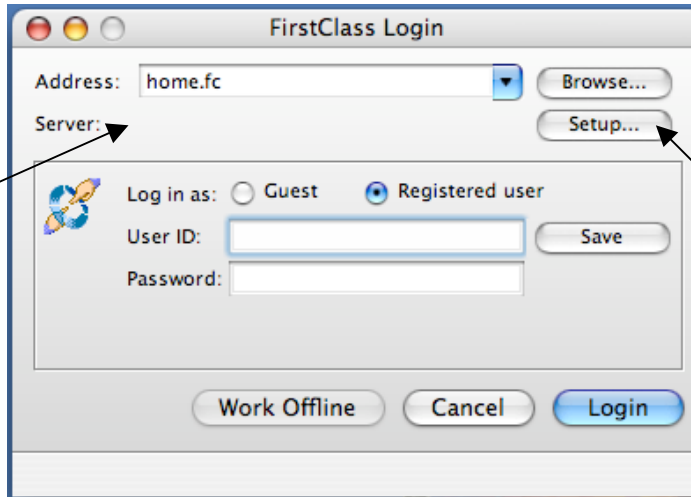 FirstClass Login
Address: home.fc Browse...
Server: Setup...
Log in as: Guest Registered user
User ID: Save
Password:
Work Offline Cancel Login